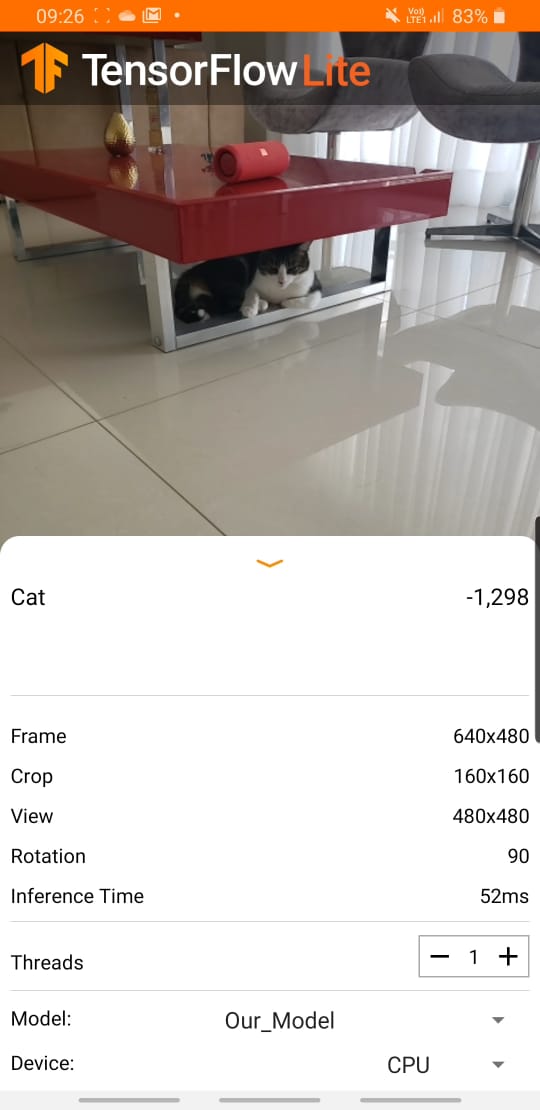 09:26 83%
TensorFlow Lite
Cat -1,298
Frame 640x480
Crop 160x160
View 480x480
Rotation 90
Inference Time 52ms
Threads 1
Model: Our_Model
Device: CPU